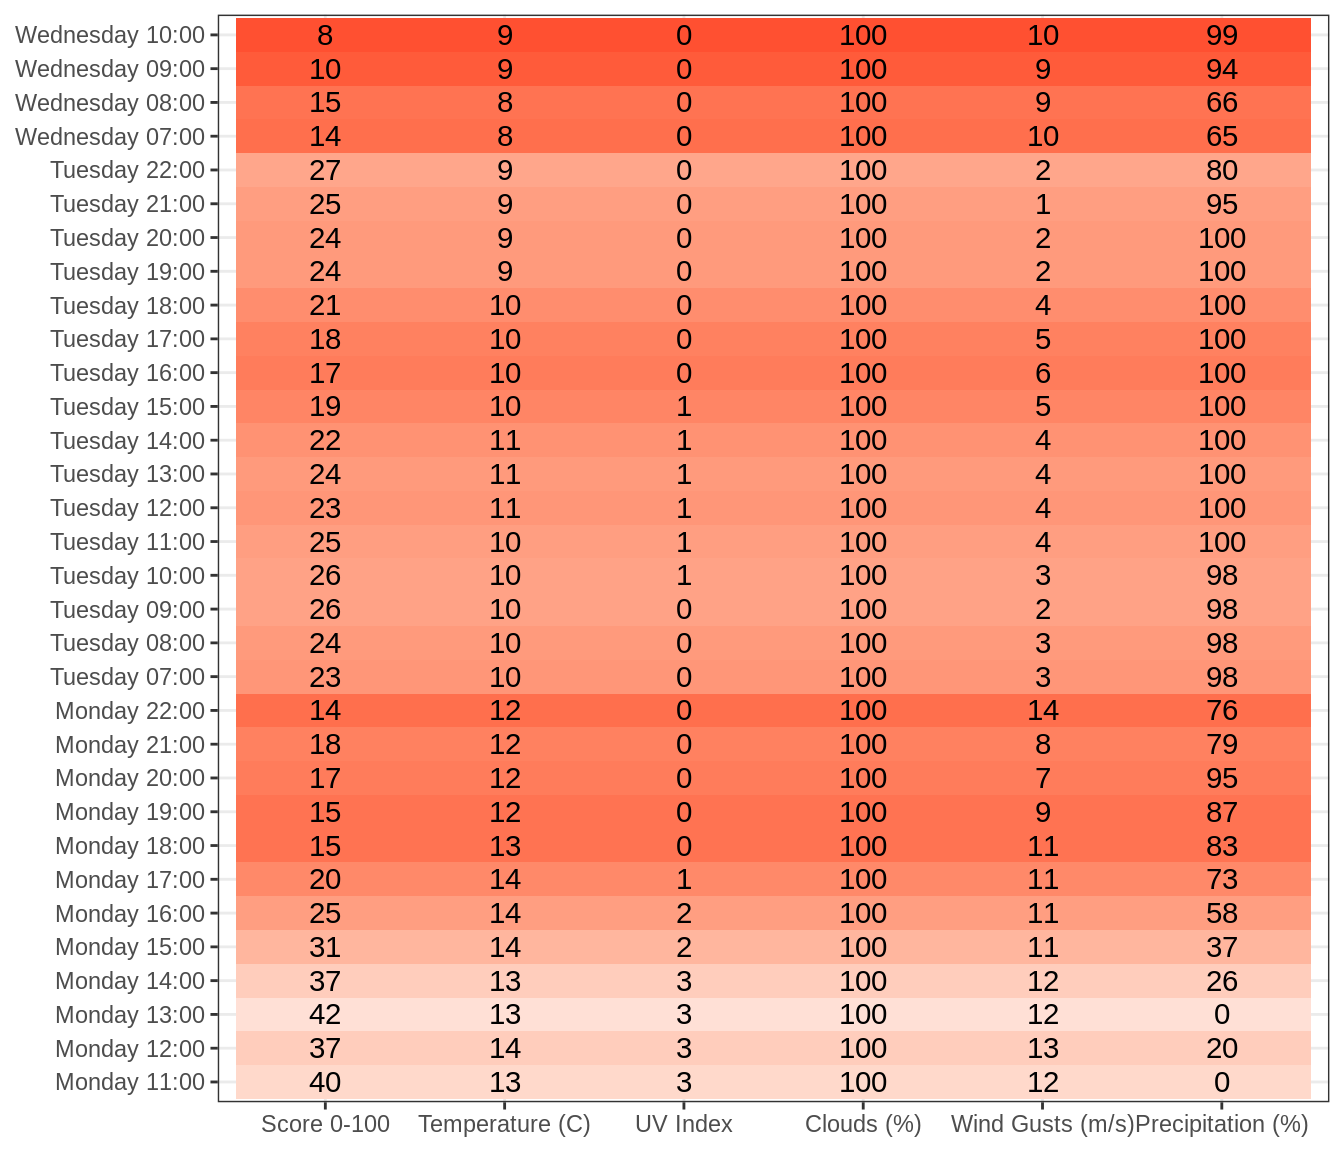 Wednesday 10:00 8 9 0 100 10 99
Wednesday 09:00 10 9 0 100 9 94
Wednesday 08:00 15 8 0 100 9 66
Wednesday 07:00 14 8 0 100 10 65
Tuesday 22:00 27 9 0 100 2 80
Tuesday 21:00 25 9 0 100 1 95
Tuesday 20:00 24 9 0 100 2 100
Tuesday 19:00 24 9 0 100 2 100
Tuesday 18:00 21 10 0 100 4 100
Tuesday 17:00 18 10 0 100 5 100
Tuesday 16:00 17 10 0 100 6 100
Tuesday 15:00 19 10 1 100 5 100
Tuesday 14:00 22 11 1 100 4 100
Tuesday 13:00 24 11 1 100 4 100
Tuesday 12:00 23 11 1 100 4 100
Tuesday 11:00 25 10 1 100 4 100
Tuesday 10:00 26 10 1 100 3 98
Tuesday 09:00 26 10 0 100 2 98
Tuesday 08:00 24 10 0 100 3 98
Tuesday 07:00 23 10 0 100 3 98
Monday 22:00 14 12 0 100 14 76
Monday 21:00 18 12 0 100 8 79
Monday 20:00 17 12 0 100 7 95
Monday 19:00 15 12 0 100 9 87
Monday 18:00 15 13 0 100 11 83
Monday 17:00 20 14 1 100 11 73
Monday 16:00 25 14 2 100 11 58
Monday 15:00 31 14 2 100 11 37
Monday 14:00 37 13 3 100 12 26
Monday 13:00 42 13 3 100 12 0
Monday 12:00 37 14 3 100 13 20
Monday 11:00 40 13 3 100 12 0
Score 0-100 Temperature (C) UV Index Clouds (%) Wind Gusts (m/s) Precipitation (%)